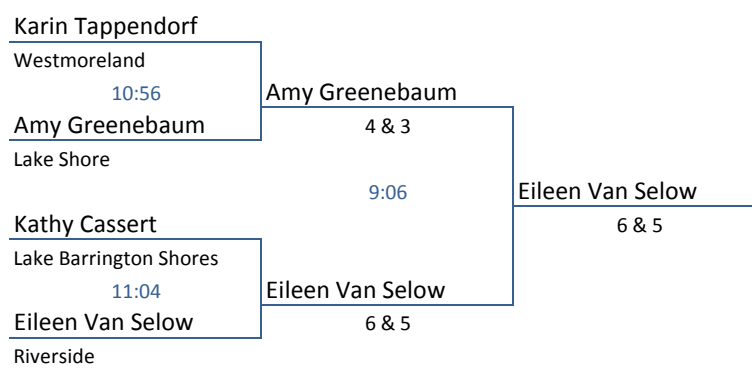 Karin Tappendorf
Westmoreland
10:56
Amy Greenebaum
Amy Greenebaum
4 & 3
Lake Shore
9:06
Eileen Van Selow
6 & 5
Kathy Cassert
Lake Barrington Shores
11:04
Eileen Van Selow
Eileen Van Selow
6 & 5
Riverside